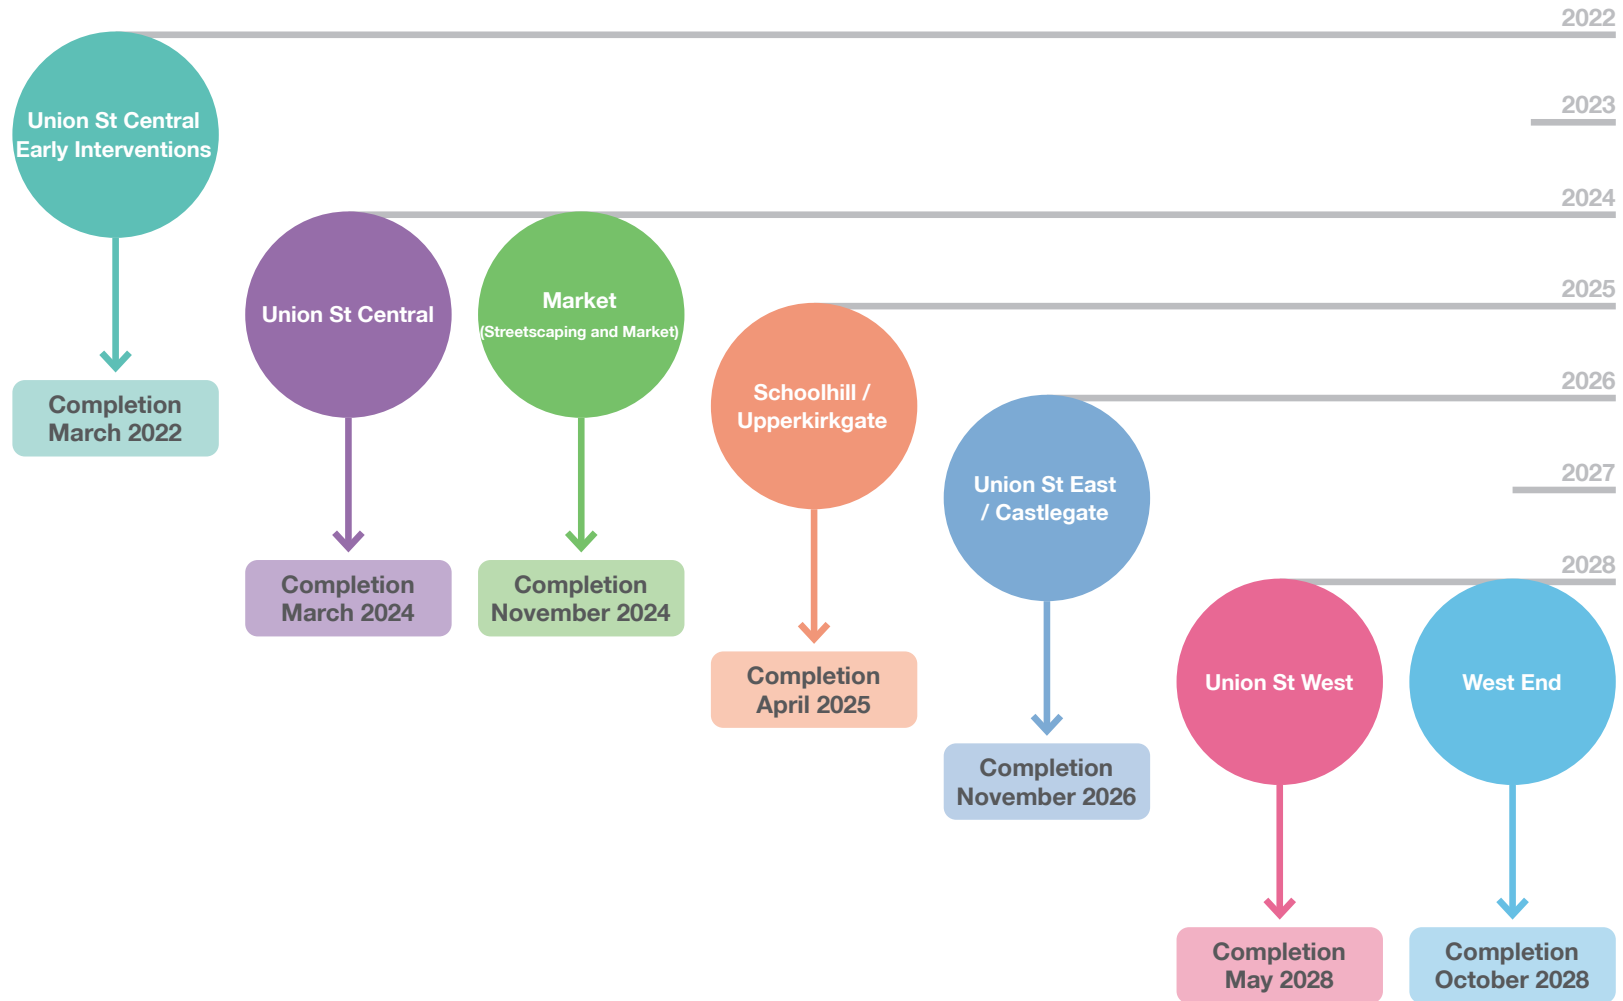 2022
Union St Central
Early Interventions
Completion
March 2022
2023
2024
Union St Central
Completion
March 2024
Market
(Streetscaping and Market)
Completion
November 2024
2025
Schoolhill /
Upperkirkgate
Completion
April 2025
2026
Union St East
/ Castlegate
Completion
November 2026
2027
2028
Union St West
Completion
May 2028
West End
Completion
October 2028